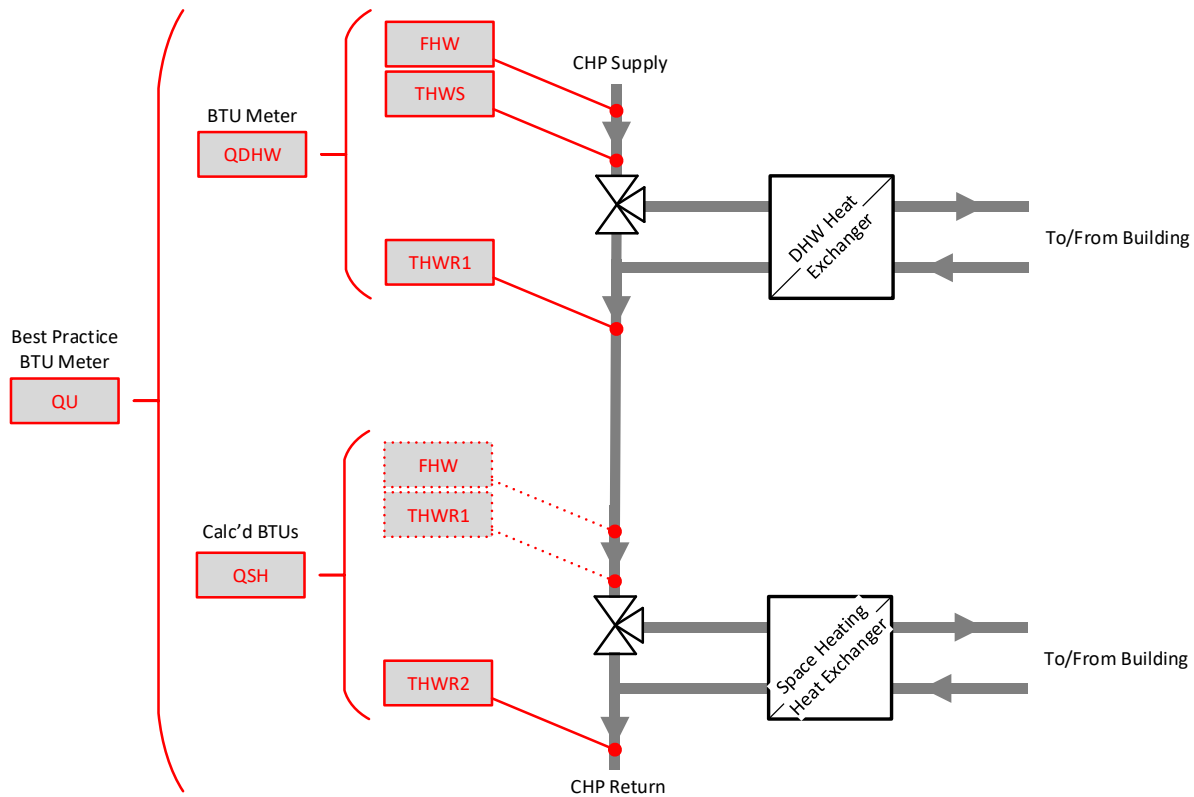 FHW
CHP Supply
THWS
BTU Meter
QDHW
DHW Heat
Exchanger
To/From Building
THWR1
Best Practice
BTU Meter
QU
FHW
THWR1
Calc'd BTUs
QSH
Space Heating
Heat Exchanger
To/From Building
THWR2
CHP Return